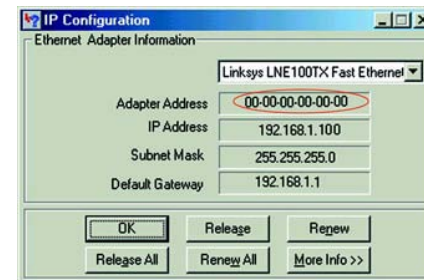 IP Configuration
Ethernet Adapter Information
Linksys LNE100TX Fast Ethernet
Adapter Address 00-00-00-00-00-00
IP Address 192.168.1.100
Subnet Mask 255.255.255.0
Default Gateway 192.168.1.1
OK Release Renew
Release All Renew All More Info >>